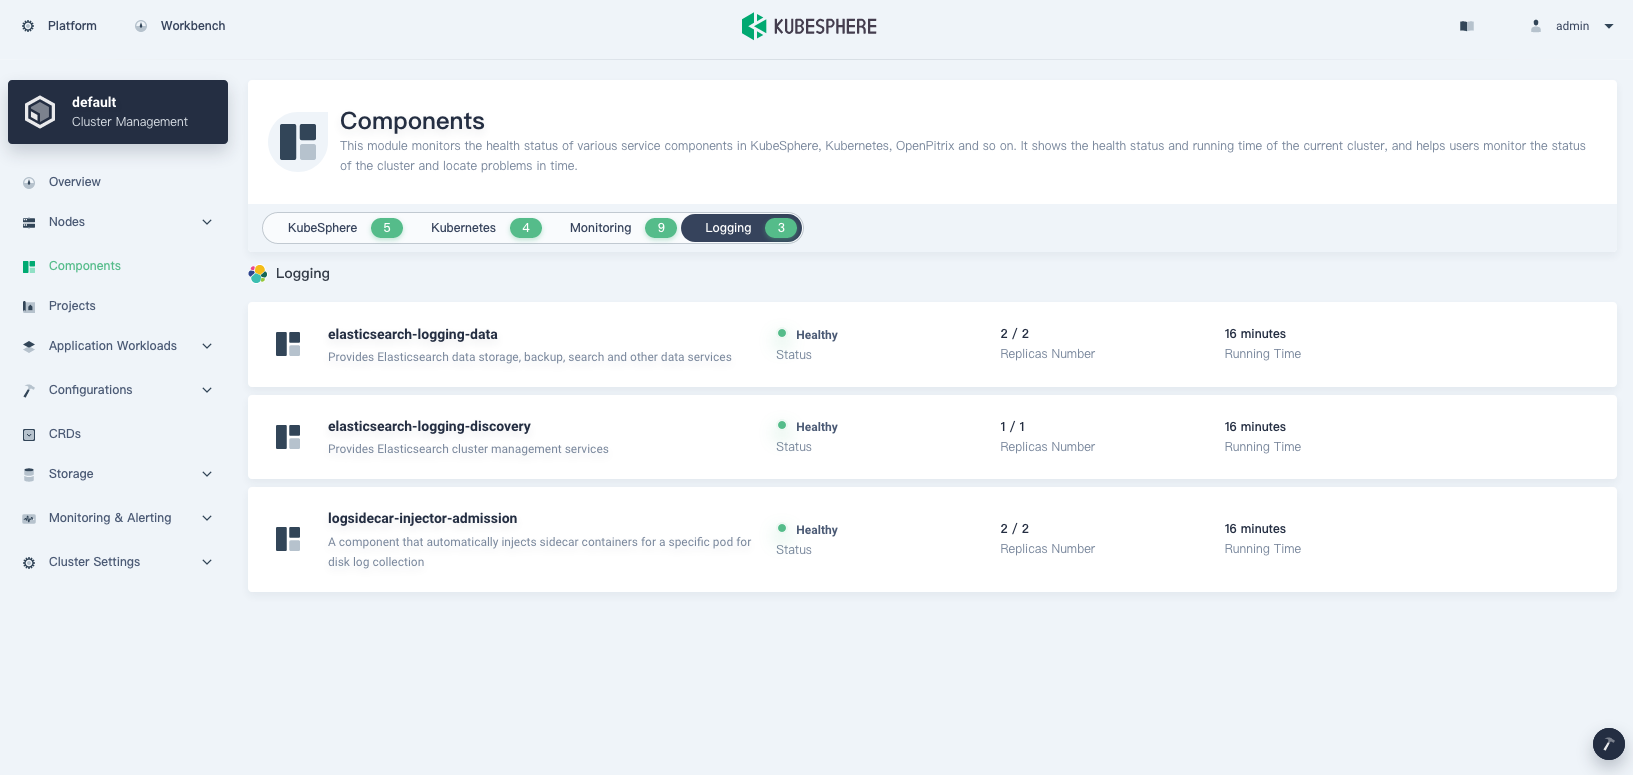 Platform
Workbench
KUBESPHERE
admin
default
Cluster Management
Overview
Nodes
Components
Projects
Application Workloads
Configurations
CRDs
Storage
Monitoring & Alerting
Cluster Settings
Components
This module monitors the health status of various service components in KubeSphere, Kubernetes, OpenPitrix and so on. It shows the health status and running time of the current cluster, and helps users monitor the status
of the cluster and locate problems in time.
KubeSphere 5 Kubernetes 4 Monitoring 9 Logging 3
Logging
elasticsearch-logging-data
Provides Elasticsearch data storage, backup, search and other data services
Healthy
Status
2 / 2
Replicas Number
16 minutes
Running Time
elasticsearch-logging-discovery
Provides Elasticsearch cluster management services
Healthy
Status
1 / 1
Replicas Number
16 minutes
Running Time
logsidecar-injector-admission
A component that automatically injects sidecar containers for a specific pod for
disk log collection
Healthy
Status
2 / 2
Replicas Number
16 minutes
Running Time